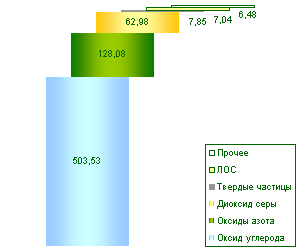 6,48
7,04
7,85
62,98
128,08
503,53
Прочее
ЛОС
Твердые частицы
Диоксид серы
Оксиды азота
Оксид углерода